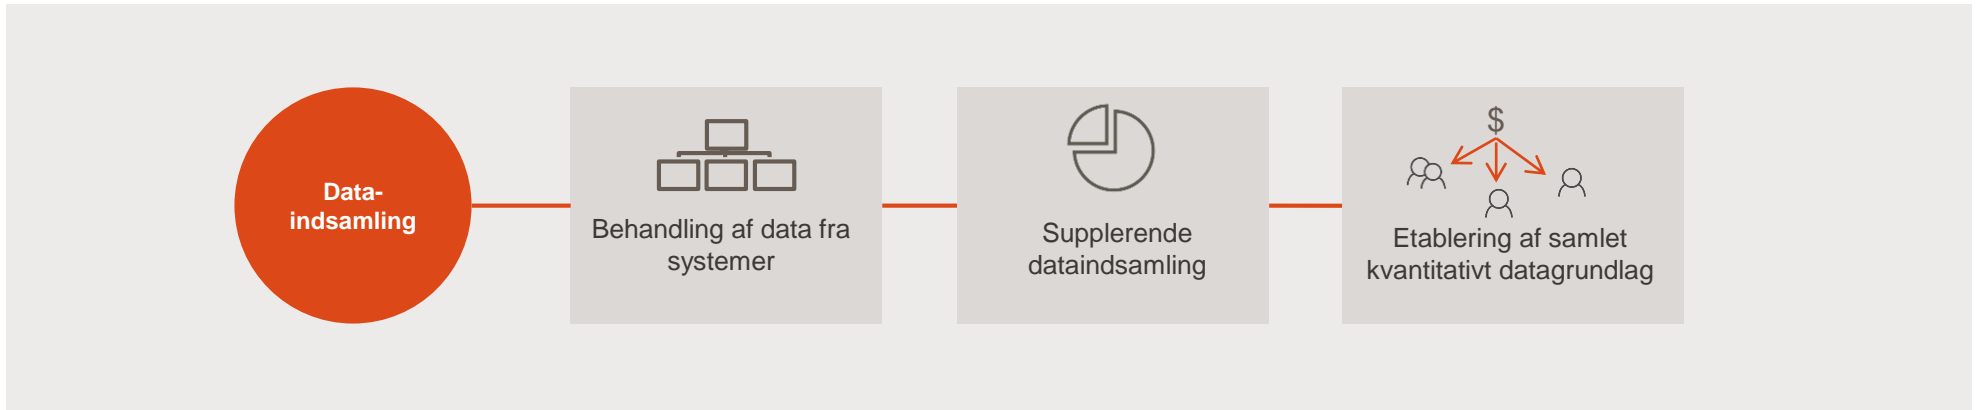 Data-
indsamling
Behandling af data fra
systemer
Supplerende
dataindsamling
$
Etablering af samlet
kvantitativt datagrundlag